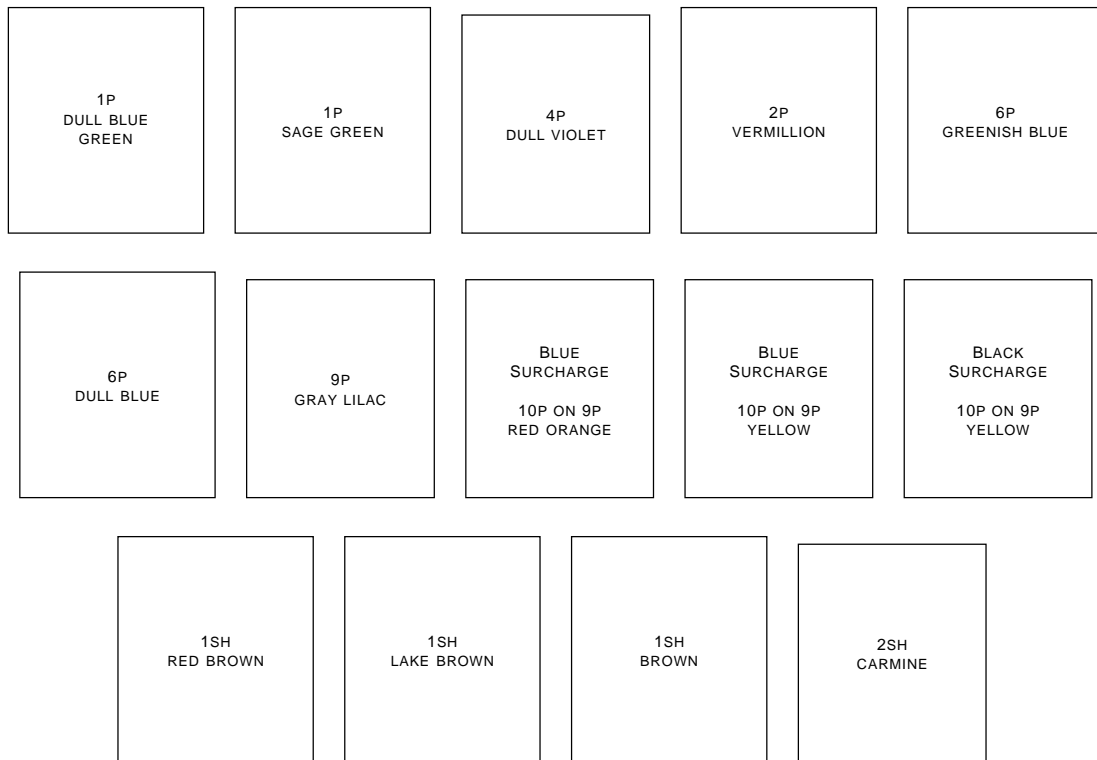 1P
DULL BLUE
GREEN
1P
SAGE GREEN
4P
DULL VIOLET
2P
VERMILLION
6P
GREENISH BLUE
6P
DULL BLUE
9P
GRAY LILAC
BLUE
SURCHARGE
10P ON 9P
RED ORANGE
BLUE
SURCHARGE
10P ON 9P
YELLOW
BLACK
SURCHARGE
10P ON 9P
YELLOW
1SH
RED BROWN
1SH
LAKE BROWN
1SH
BROWN
2SH
CARMINE